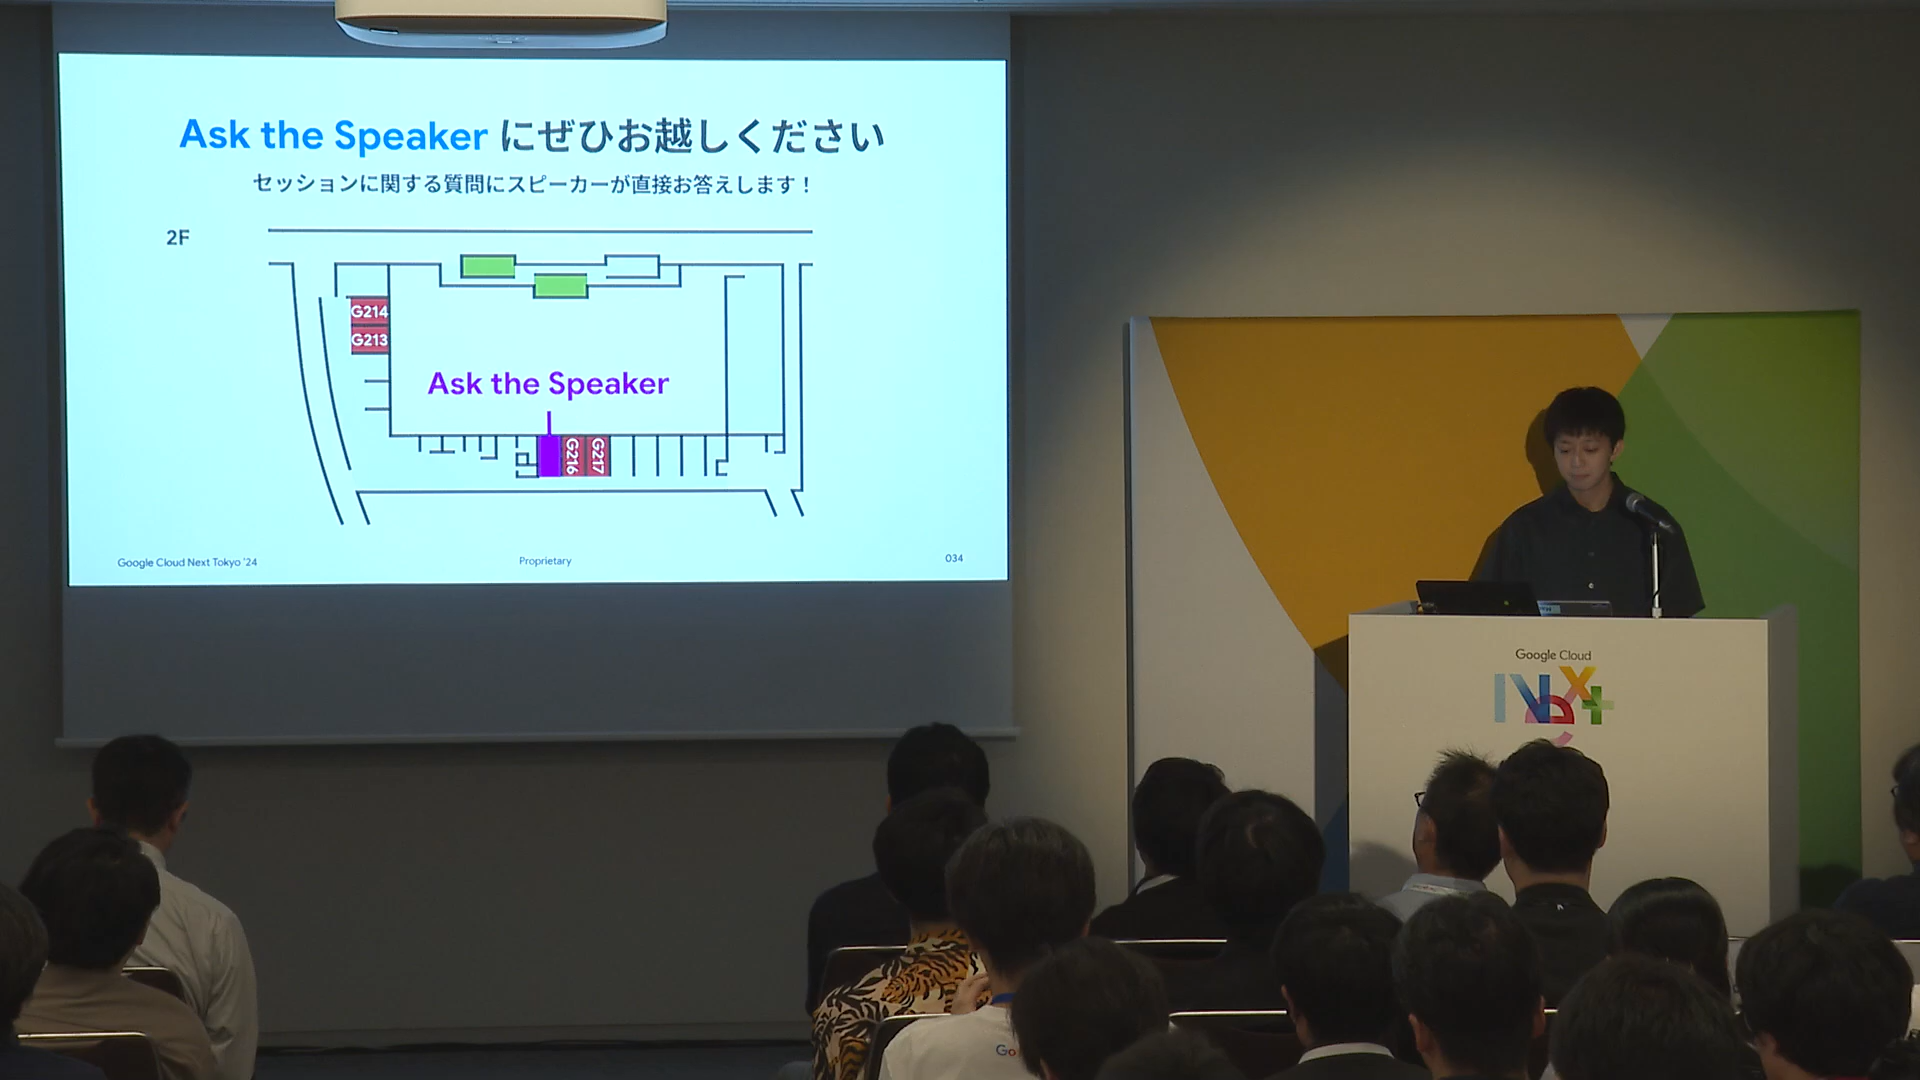 Ask the Speaker にぜひお越しください
セッションに関する質問にスピーカーが直接お答えします！
2F
G214
G213
Ask the Speaker
G216
G217
Google Cloud Next Tokyo '24
Proprietary
034
Google Cloud
Next
Go